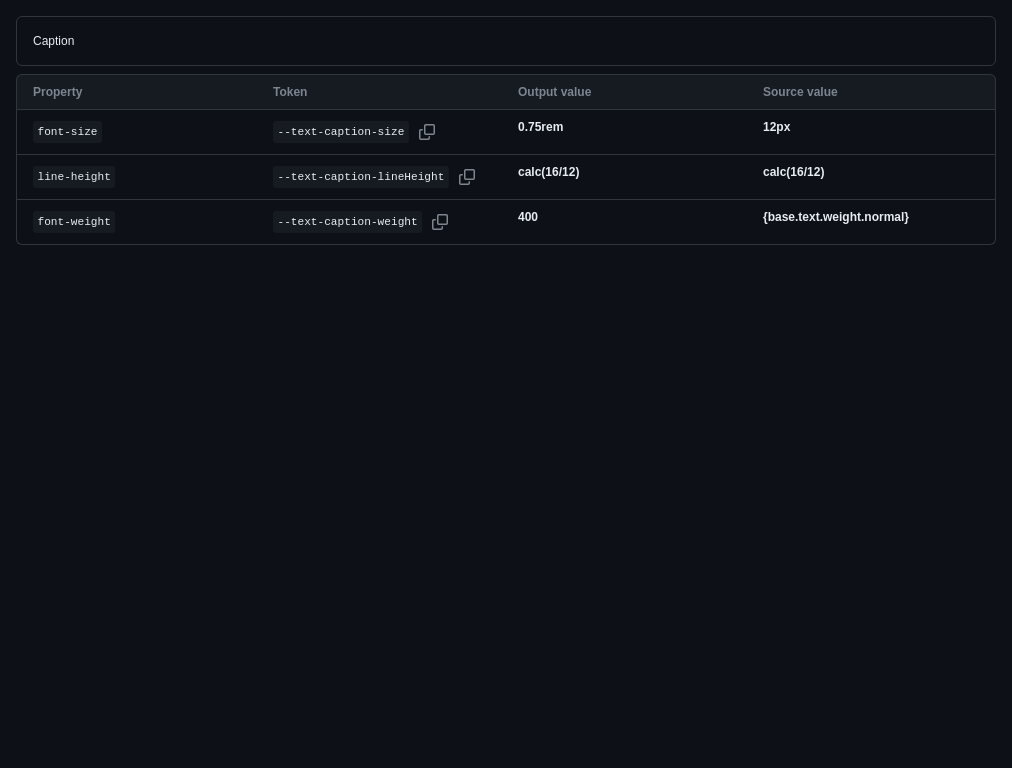 Caption
Property Token Output value Source value
font-size --text-caption-size 0.75rem 12px
line-height --text-caption-lineHeight calc(16/12) calc(16/12)
font-weight --text-caption-weight 400 {base.text.weight.normal}